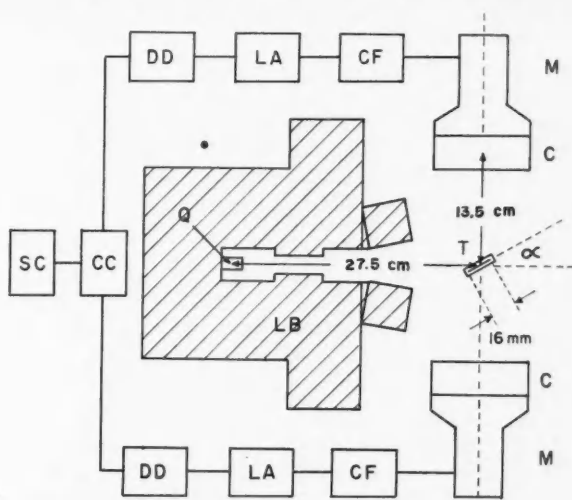 DD LA CF M
C
13,5 cm
Q
SC CC T α
27.5 cm
LB
16 mm
C
DD LA CF M